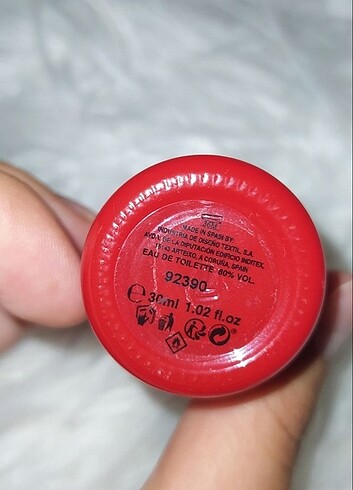 MADE IN SPAIN BY:
INDUSTRIA DE DISEÑO TEXTIL, S.A.
AVDA. DE LA DIPUTACIÓN EDIFICIO INDITEX,
15143 ARTEIXO, A CORUÑA, SPAIN
EAU DE TOILETTE 80% VOL.
92390
℮ 30ml 1.02 fl.oz